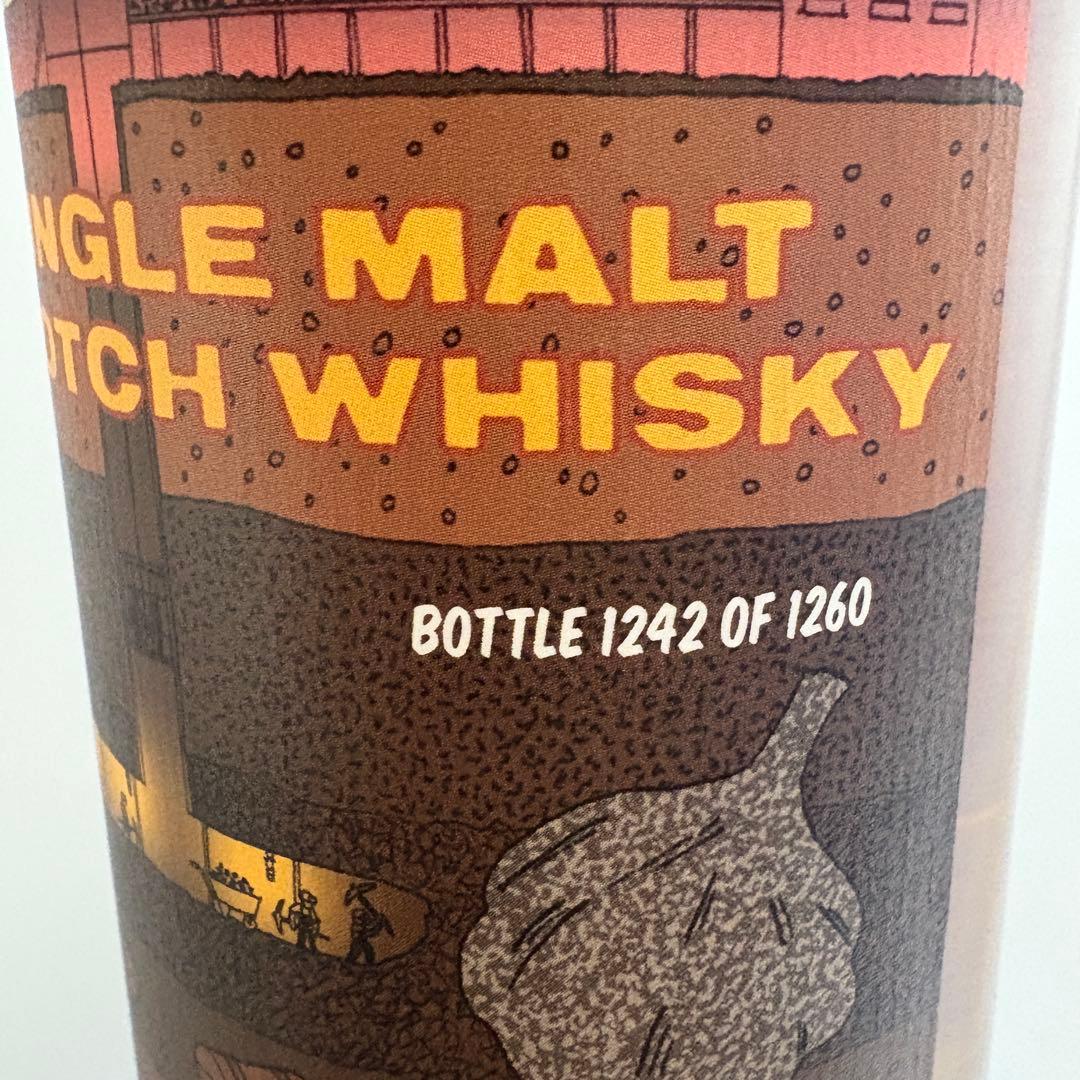 NGLE MALT
OTCH WHISKY
BOTTLE 1242 OF 1260